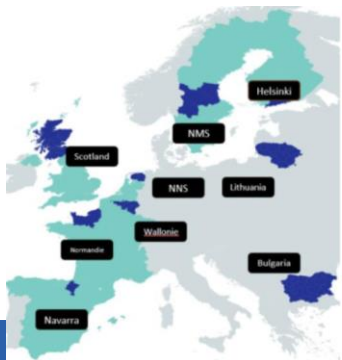 Helsinki
NMS
Scotland
NNS
Lithuania
Wallonie
Normandie
Bulgaria
Navarra